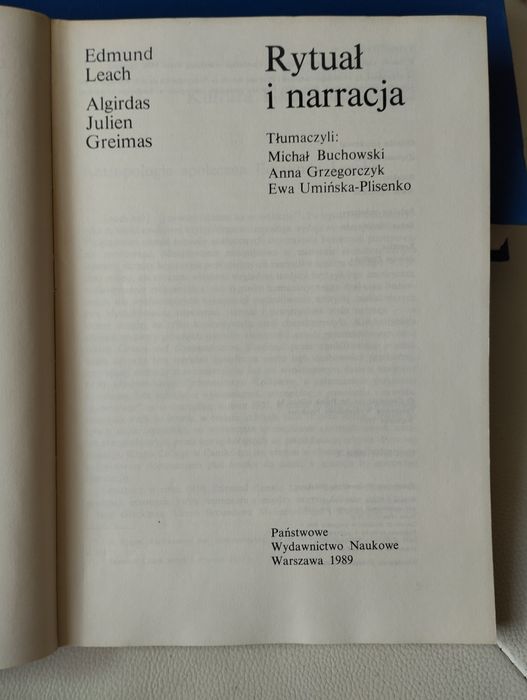 Edmund
Leach
Algirdas
Julien
Greimas
Rytuał
i narracja
Tłumaczyli:
Michał Buchowski
Anna Grzegorczyk
Ewa Umińska-Plisenko
Państwowe
Wydawnictwo Naukowe
Warszawa 1989